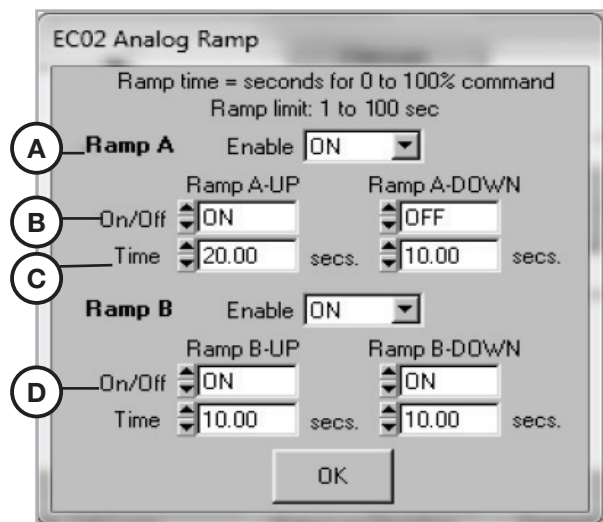 EC02 Analog Ramp
Ramp time = seconds for 0 to 100% command
Ramp limit: 1 to 100 sec
A Ramp A Enable ON
Ramp A-UP Ramp A-DOWN
B On/Off ON OFF
C Time 20.00 secs. 10.00 secs.
Ramp B Enable ON
Ramp B-UP Ramp B-DOWN
D On/Off ON ON
Time 10.00 secs. 10.00 secs.
OK